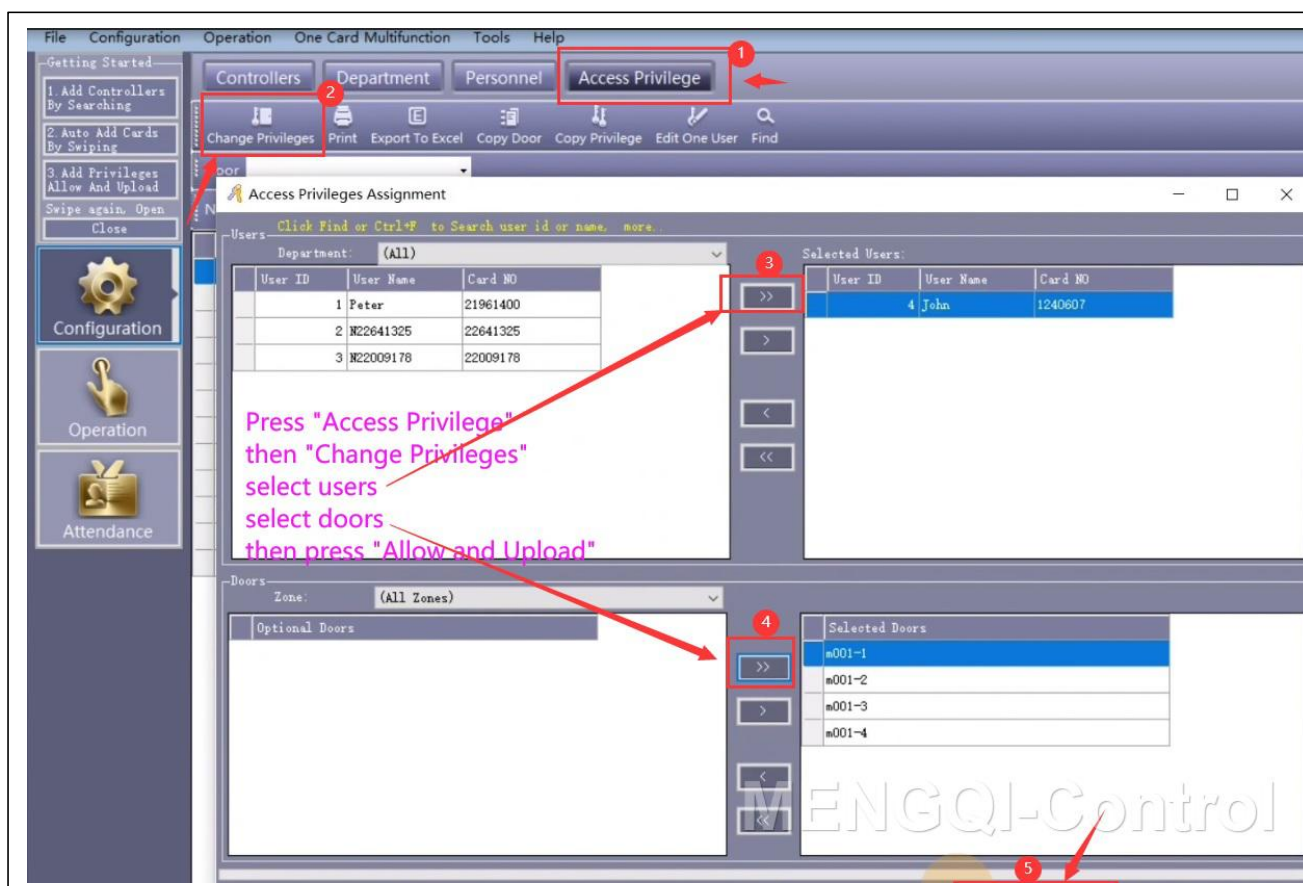 File Configuration Operation One Card Multifunction Tools Help
Getting Started
1.Add Controllers
By Searching
2.Auto Add Cards
By Swiping
3.Add Privileges
Allow And Upload
Swipe again, Open
Close
Configuration
Operation
Attendance
Controllers Department Personnel Access Privilege
1
2
Change Privileges Print Export To Excel Copy Door Copy Privilege Edit One User Find
Access Privileges Assignment
Users
Click Find or Ctrl+F to Search user id or name, more..
Department: (All)
User ID User Name Card NO
1 Peter 21961400
2 N22641325 22641325
3 N22009178 22009178
3
>>
>
<
<<
Selected Users:
User ID User Name Card NO
4 John 1240607
Press "Access Privilege"
then "Change Privileges"
select users
select doors
then press "Allow and Upload"
Doors
Zone: (All Zones)
Optional Doors
4
>>
>
<
<<
Selected Doors
m001-1
m001-2
m001-3
m001-4
MENGQI-Control
5